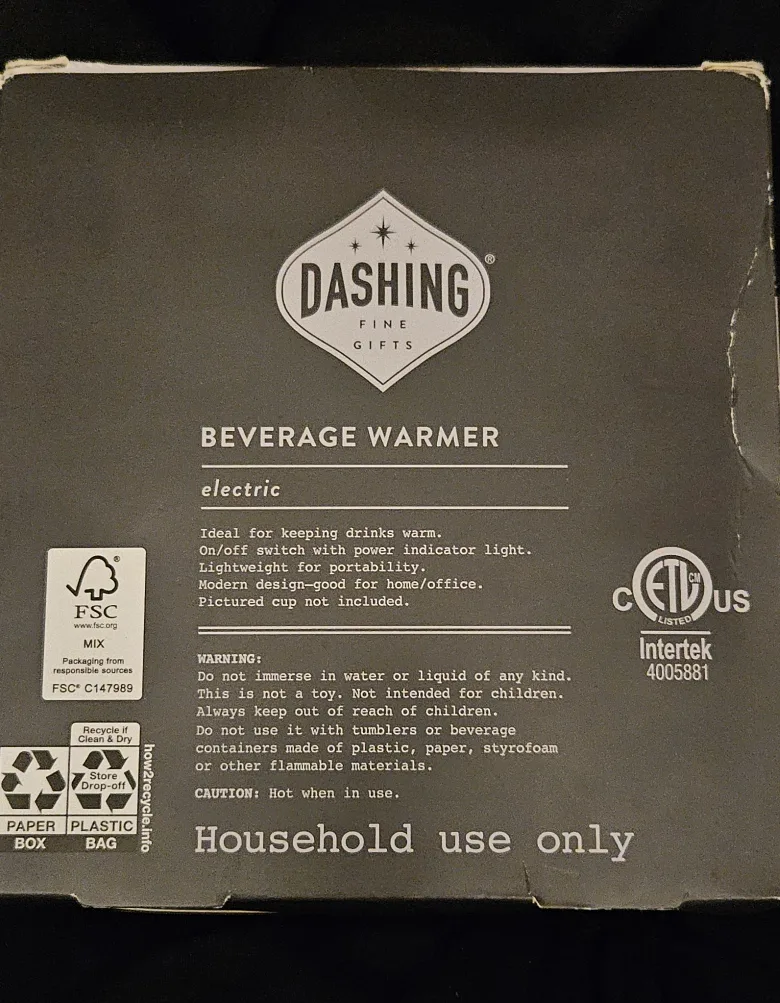 DASHING®
FINE
GIFTS
BEVERAGE WARMER
electric
Ideal for keeping drinks warm.
On/off switch with power indicator light.
Lightweight for portability.
Modern design—good for home/office.
Pictured cup not included.
WARNING:
Do not immerse in water or liquid of any kind.
This is not a toy. Not intended for children.
Always keep out of reach of children.
Do not use it with tumblers or beverage
containers made of plastic, paper, styrofoam
or other flammable materials.
CAUTION: Hot when in use.
Household use only
®
FSC
www.fsc.org
MIX
Packaging from
responsible sources
FSC® C147989
Recycle if
Clean & Dry
Store
Drop-off
PAPER
BOX
PLASTIC
BAG
how2recycle.info
C ETL CM US
LISTED
Intertek
4005881